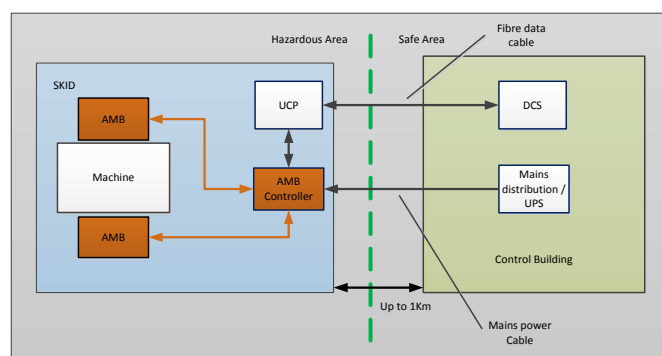 Hazardous Area
Safe Area
Fibre data
cable
SKID
AMB
UCP
DCS
Machine
AMB
Controller
Mains
distribution /
UPS
AMB
Control Building
Up to 1Km
Mains power
Cable